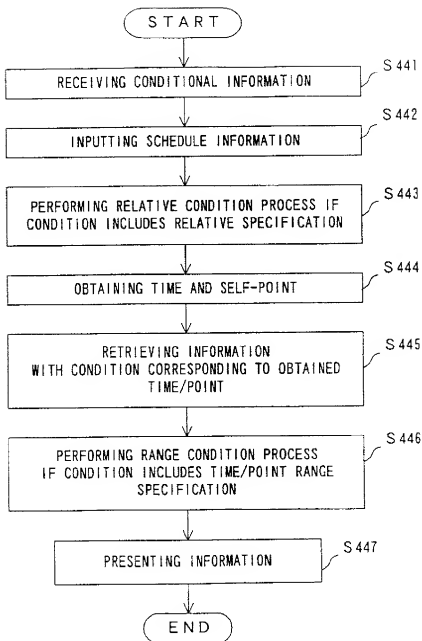 START
S441
RECEIVING CONDITIONAL INFORMATION
S442
INPUTTING SCHEDULE INFORMATION
S443
PERFORMING RELATIVE CONDITION PROCESS IF
CONDITION INCLUDES RELATIVE SPECIFICATION
S444
OBTAINING TIME AND SELF-POINT
S445
RETRIEVING INFORMATION
WITH CONDITION CORRESPONDING TO OBTAINED
TIME/POINT
S446
PERFORMING RANGE CONDITION PROCESS
IF CONDITION INCLUDES TIME/POINT RANGE
SPECIFICATION
S447
PRESENTING INFORMATION
END